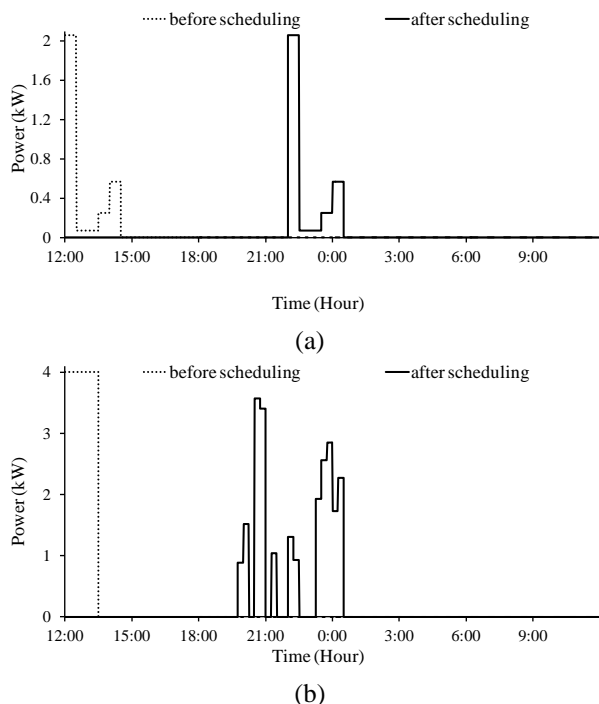 before scheduling after scheduling
Power (kW)
2
1.6
1.2
0.8
0.4
0
12:00 15:00 18:00 21:00 0:00 3:00 6:00 9:00
Time (Hour)
(a)
before scheduling after scheduling
Power (kW)
4
3
2
1
0
12:00 15:00 18:00 21:00 0:00 3:00 6:00 9:00
Time (Hour)
(b)